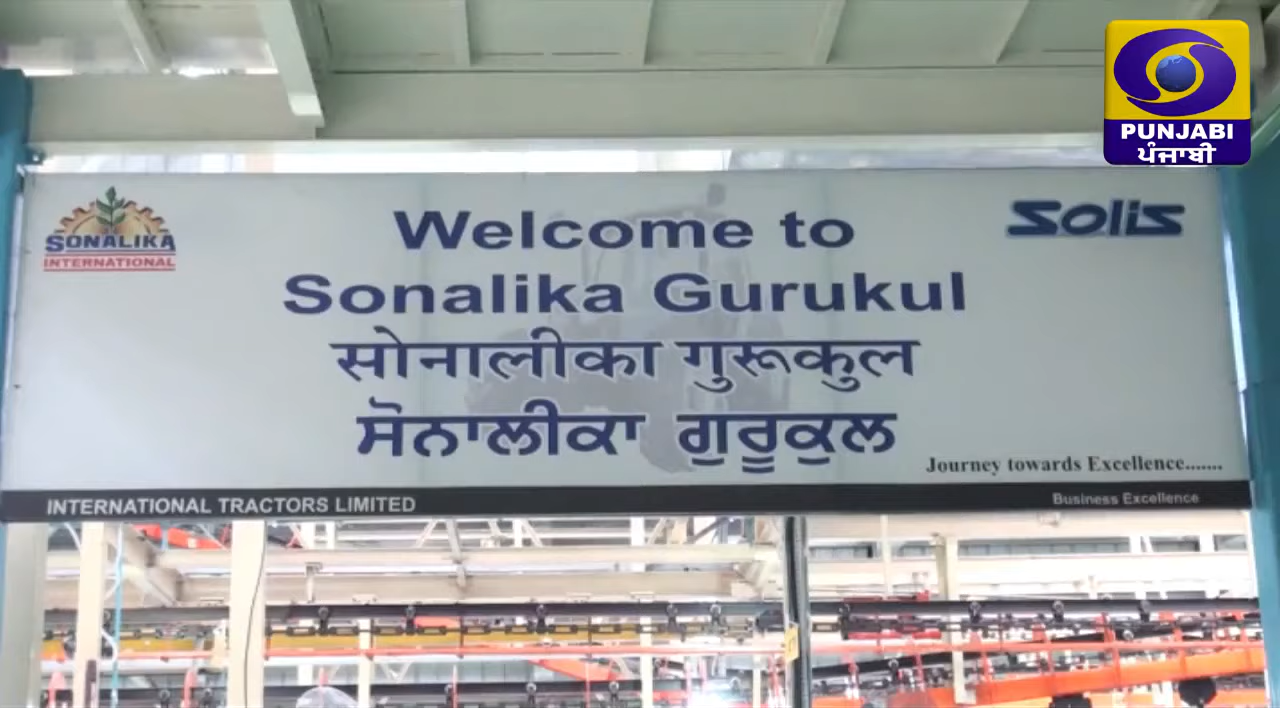 PUNJABI
ਪੰਜਾਬੀ
SONALIKA
INTERNATIONAL
Solis
Welcome to
Sonalika Gurukul
सोनालीका गुरूकुल
ਸੋਨਾਲੀਕਾ ਗੁਰੂਕੁਲ
Journey towards Excellence.......
INTERNATIONAL TRACTORS LIMITED
Business Excellence